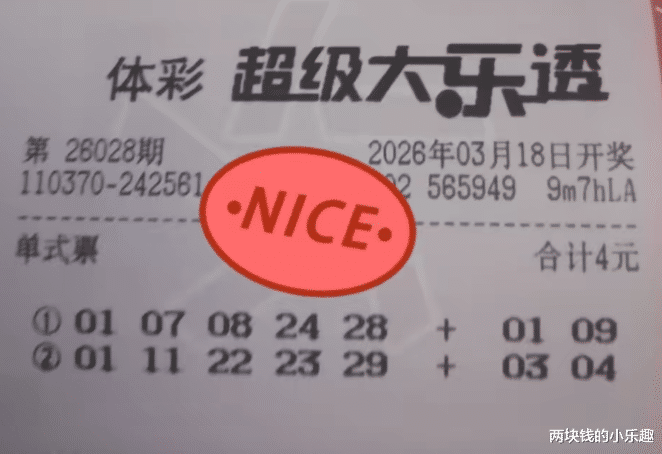 体彩 超级大乐透
第 26028期 2026年03月18日开奖
110370-242561 02 565949 9m7hLA
·NICE·
单式票 合计4元
① 01 07 08 24 28 + 01 09
② 01 11 22 23 29 + 03 04
两块钱的小乐趣